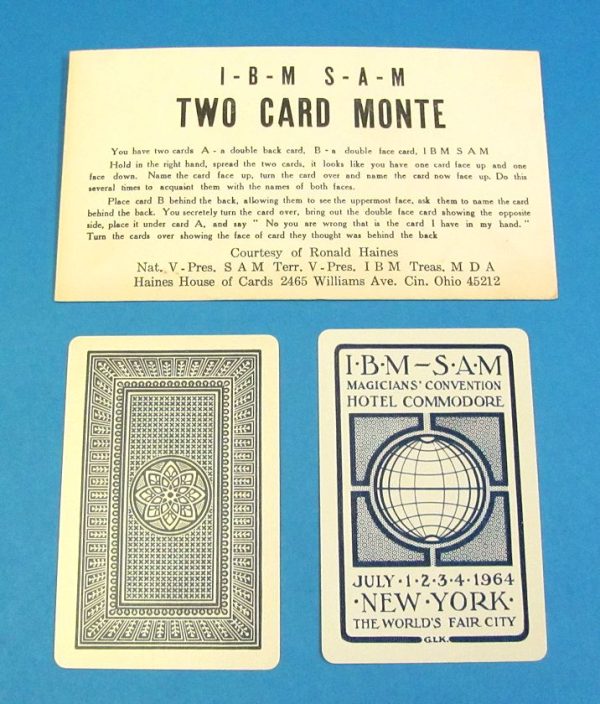 I-B-M S-A-M
TWO CARD MONTE
You have two cards A - a double back card, B - a double face card, I B M S A M
Hold in the right hand, spread the two cards, it looks like you have one card face up and one
face down. Name the card face up, turn the card over and name the card now face up. Do this
several times to acquaint them with the names of both faces.
Place card B behind the back, allowing them to see the uppermost face, ask them to name the card
behind the back. You secretely turn the card over, bring out the double face card showing the opposite
side, place it under card A, and say " No you are wrong that is the card I have in my hand. "
Turn the cards over showing the face of card they thought was behind the back
Courtesy of Ronald Haines
Nat. V-Pres. S A M Terr. V-Pres. I B M Treas. M D A
Haines House of Cards 2465 Williams Ave. Cin. Ohio 45212
I·B·M–S·A·M
MAGICIANS' CONVENTION
HOTEL COMMODORE
JULY·1·2·3·4·1964
·NEW·YORK·
THE WORLD'S FAIR CITY
G.L.K.